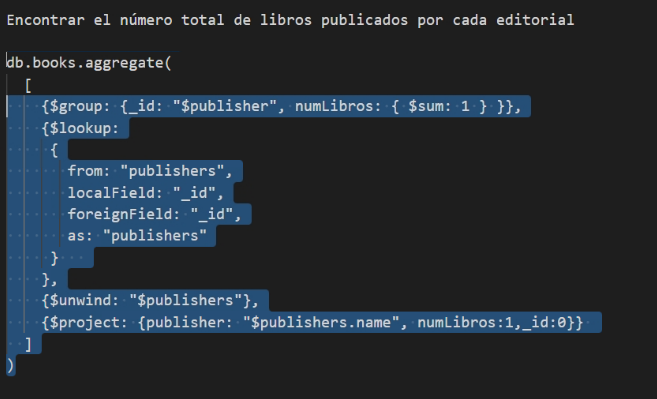 Encontrar el número total de libros publicados por cada editorial
db.books.aggregate(
[
{$group: {_id: "$publisher", numLibros: { $sum: 1 } }},
{$lookup:
{
from: "publishers",
localField: "_id",
foreignField: "_id",
as: "publishers"
}
},
{$unwind: "$publishers"},
{$project: {publisher: "$publishers.name", numLibros:1,_id:0}}
]
)